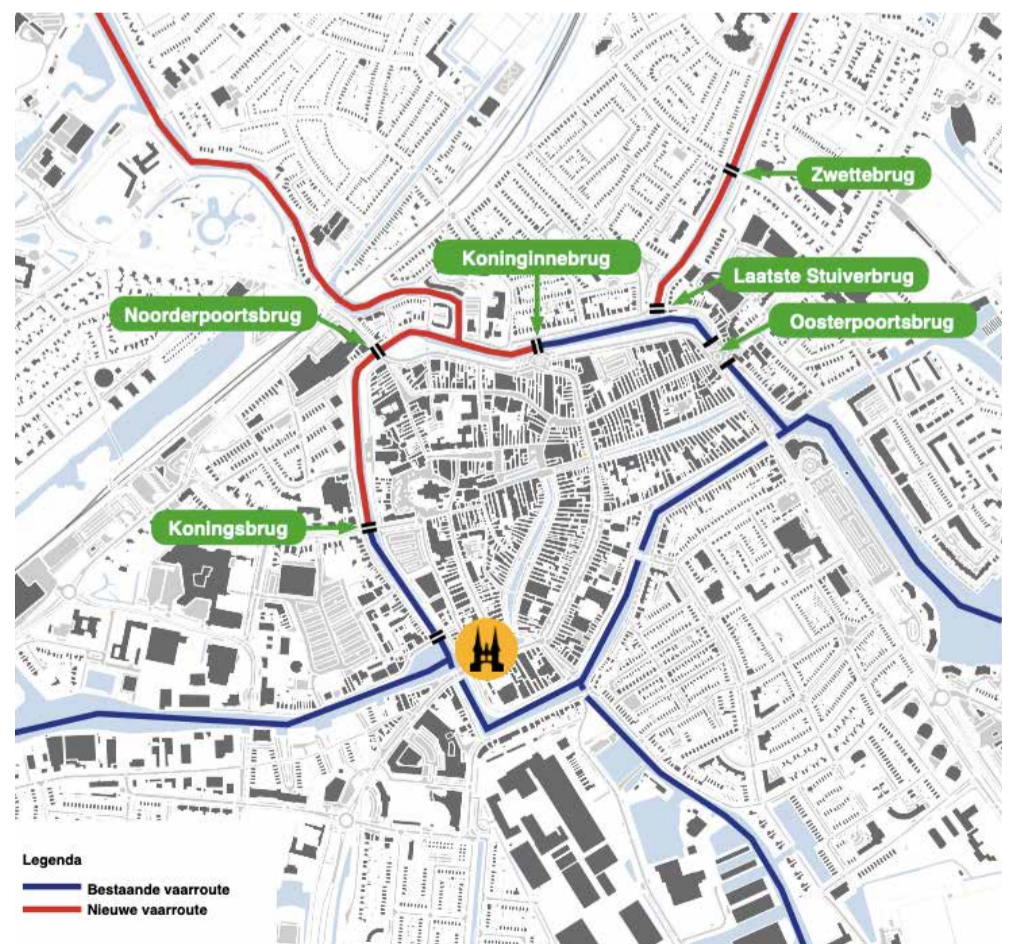 Zwettebrug
Koninginnebrug
Laatste Stuiverbrug
Noorderpoortsbrug
Oosterpoortsbrug
Koningsbrug
Legenda
Bestaande vaarroute
Nieuwe vaarroute